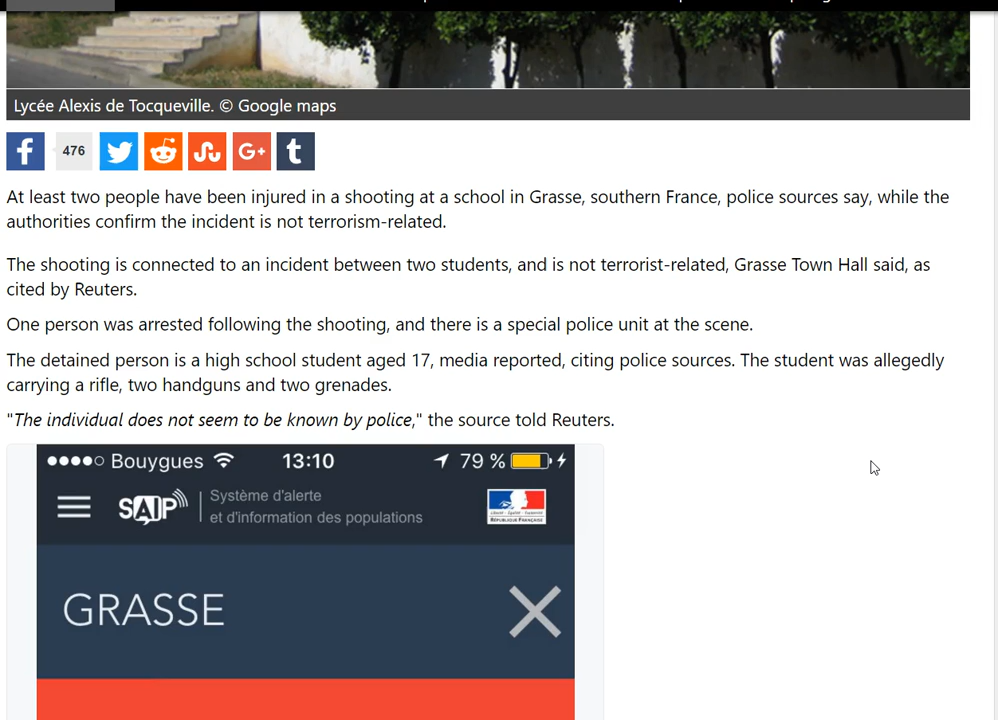 Lycée Alexis de Tocqueville. © Google maps
f 476 G+ t
At least two people have been injured in a shooting at a school in Grasse, southern France, police sources say, while the
authorities confirm the incident is not terrorism-related.
The shooting is connected to an incident between two students, and is not terrorist-related, Grasse Town Hall said, as
cited by Reuters.
One person was arrested following the shooting, and there is a special police unit at the scene.
The detained person is a high school student aged 17, media reported, citing police sources. The student was allegedly
carrying a rifle, two handguns and two grenades.
"The individual does not seem to be known by police," the source told Reuters.
Bouygues 13:10 79 %
SAIP Système d'alerte
et d'information des populations
RÉPUBLIQUE FRANÇAISE
GRASSE